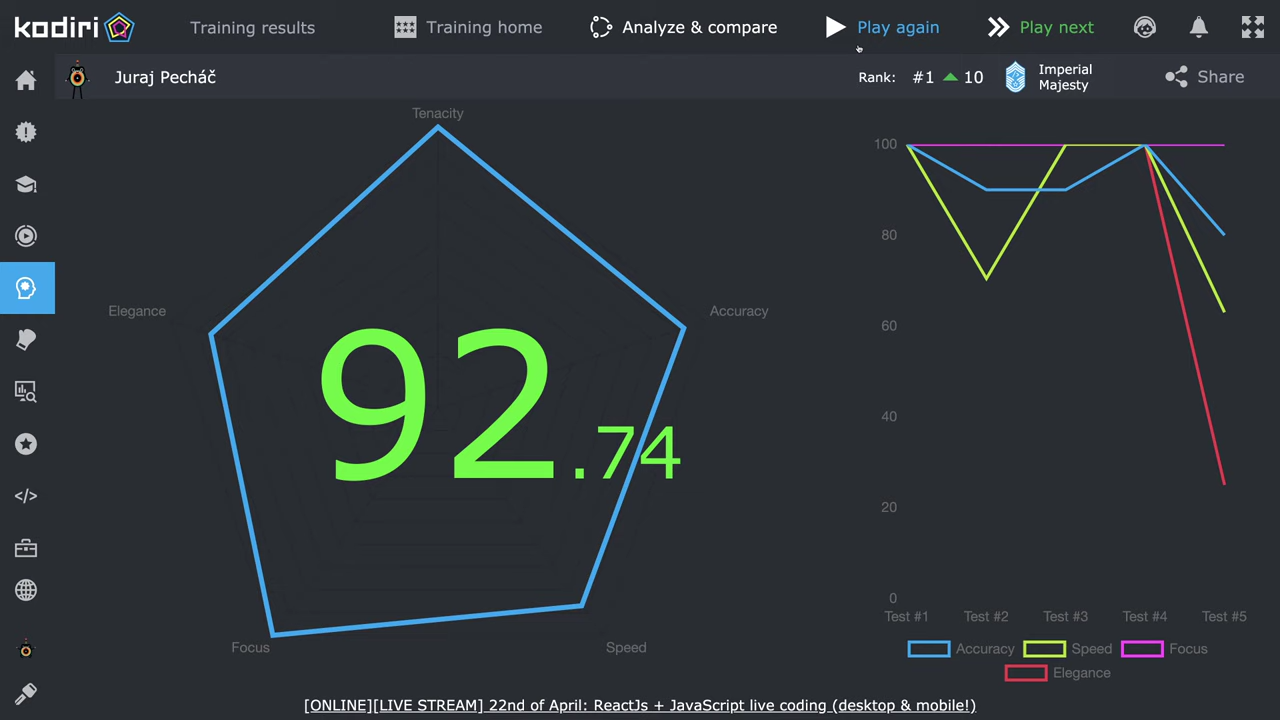 kodiri
Training results
Training home
Analyze & compare
Play again
Play next
Juraj Pecháč
Rank: #1 10
Imperial
Majesty
Share
Tenacity
Elegance
Accuracy
92.74
Focus
Speed
100
80
60
40
20
0
Test #1 Test #2 Test #3 Test #4 Test #5
Accuracy Speed Focus
Elegance
[ONLINE][LIVE STREAM] 22nd of April: ReactJs + JavaScript live coding (desktop & mobile!)